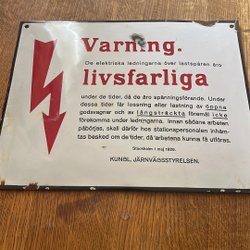 Varning.
De elektriska ledningarna över lastspåren äro
livsfarliga
under de tider, då de äro spänningsförande. Under
dessa tider får lossning eller lastning av öppna
godsvagnar och av långsträckta föremål icke
förekomma under ledningarna. Innan sådana arbeten
påbörjas, skall därför hos stationspersonalen inhäm-
tas besked om de tider, då arbetena kunna få utföras.
Stockholm 1 maj
KUNGL. JÄRNVÄGSSTYRELSEN.